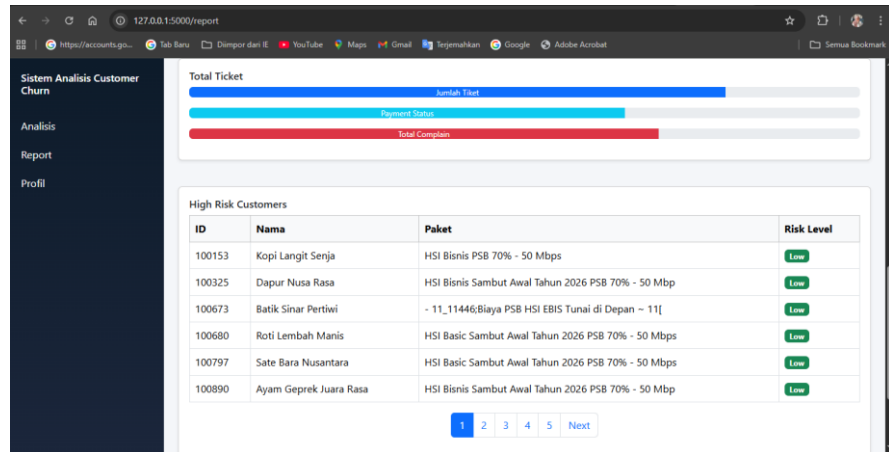 127.0.0.1:5000/report
https://accounts.go... Tab Baru Diimpor dari IE YouTube Maps Gmail Terjemahkan Google Adobe Acrobat Semua Bookmark
Sistem Analisis Customer
Churn
Analisis
Report
Profil
Total Ticket
Jumlah Tiket
Payment Status
Total Complain
High Risk Customers
ID Nama Paket Risk Level
100153 Kopi Langit Senja HSI Bisnis PSB 70% - 50 Mbps Low
100325 Dapur Nusa Rasa HSI Bisnis Sambut Awal Tahun 2026 PSB 70% - 50 Mbp Low
100673 Batik Sinar Pertiwi - 11_11446;Biaya PSB HSI EBIS Tunai di Depan ~ 11[ Low
100680 Roti Lembah Manis HSI Basic Sambut Awal Tahun 2026 PSB 70% - 50 Mbps Low
100797 Sate Bara Nusantara HSI Basic Sambut Awal Tahun 2026 PSB 70% - 50 Mbps Low
100890 Ayam Geprek Juara Rasa HSI Bisnis Sambut Awal Tahun 2026 PSB 70% - 50 Mbp Low
1 2 3 4 5 Next